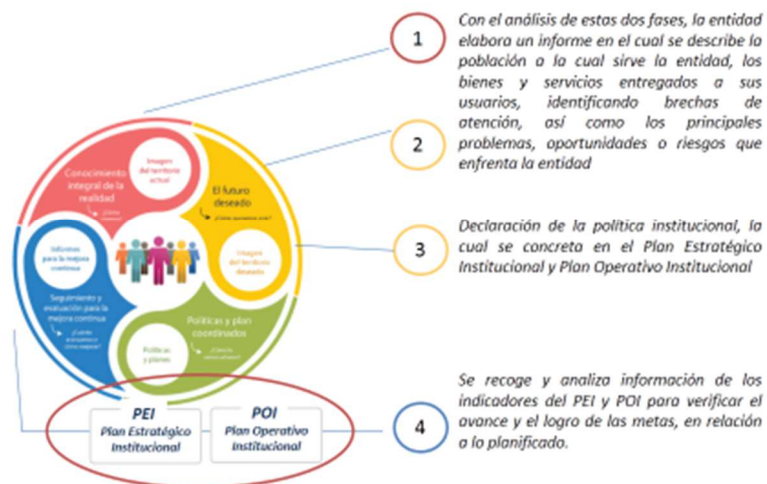 1
Con el análisis de estas dos fases, la entidad
elabora un informe en el cual se describe la
población a la cual sirve la entidad, los
bienes y servicios entregados a sus
usuarios, identificando brechas de
atención, así como los principales
problemas, oportunidades o riesgos que
enfrenta la entidad
2
3
Declaración de la política institucional, la
cual se concreta en el Plan Estratégico
Institucional y Plan Operativo Institucional
4
Se recoge y analiza información de los
indicadores del PEI y POI para verificar el
avance y el logro de las metas, en relación
a lo planificado.
Conocimiento
integral de la
realidad
Imagen
del territorio
actual
El futuro
deseado
Imagen
del territorio
deseado
Políticas y plan
coordinados
Políticas
y planes
Seguimiento y
evaluación para la
mejora continua
Informes
para la mejora
continua
PEI
Plan Estratégico
Institucional
POI
Plan Operativo
Institucional